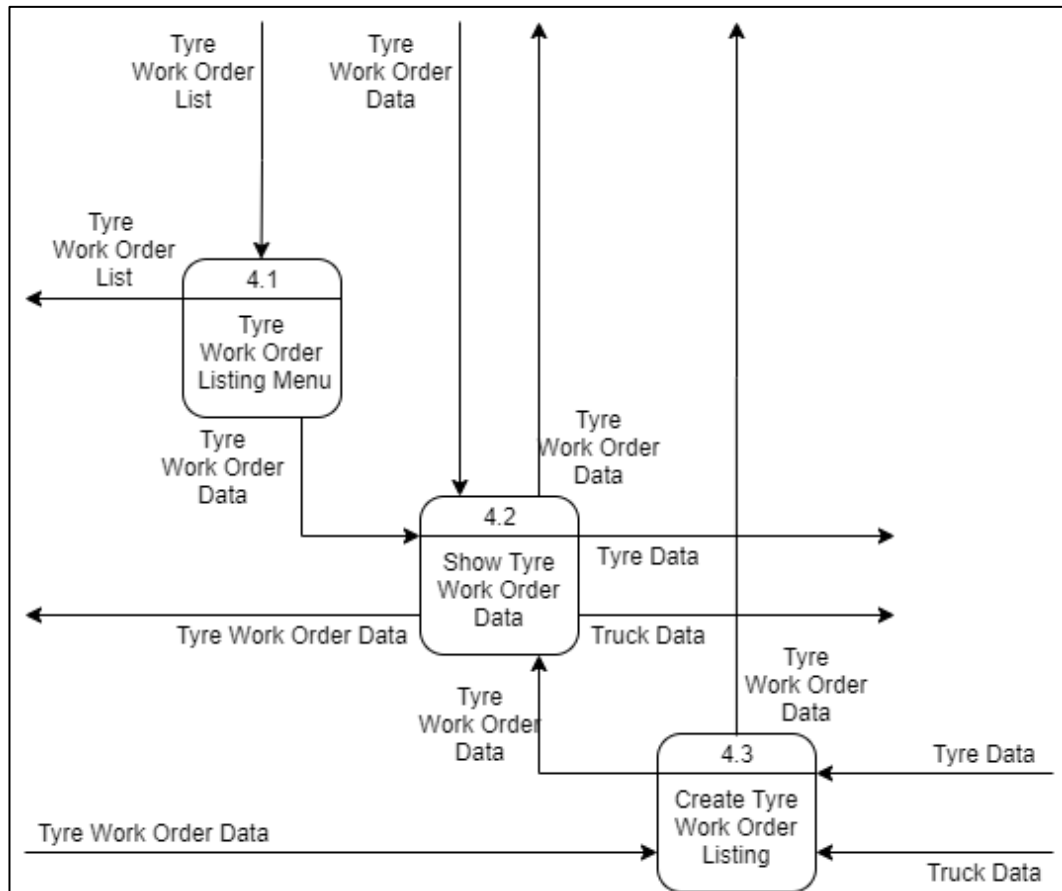 Tyre
Work Order
List
Tyre
Work Order
Data
Tyre
Work Order
List
4.1
Tyre
Work Order
Listing Menu
Tyre
Work Order
Data
Tyre
Work Order
Data
4.2
Show Tyre
Work Order
Data
Tyre Data
Tyre Work Order Data
Truck Data
Tyre
Work Order
Data
Tyre
Work Order
Data
4.3
Create Tyre
Work Order
Listing
Tyre Data
Tyre Work Order Data
Truck Data